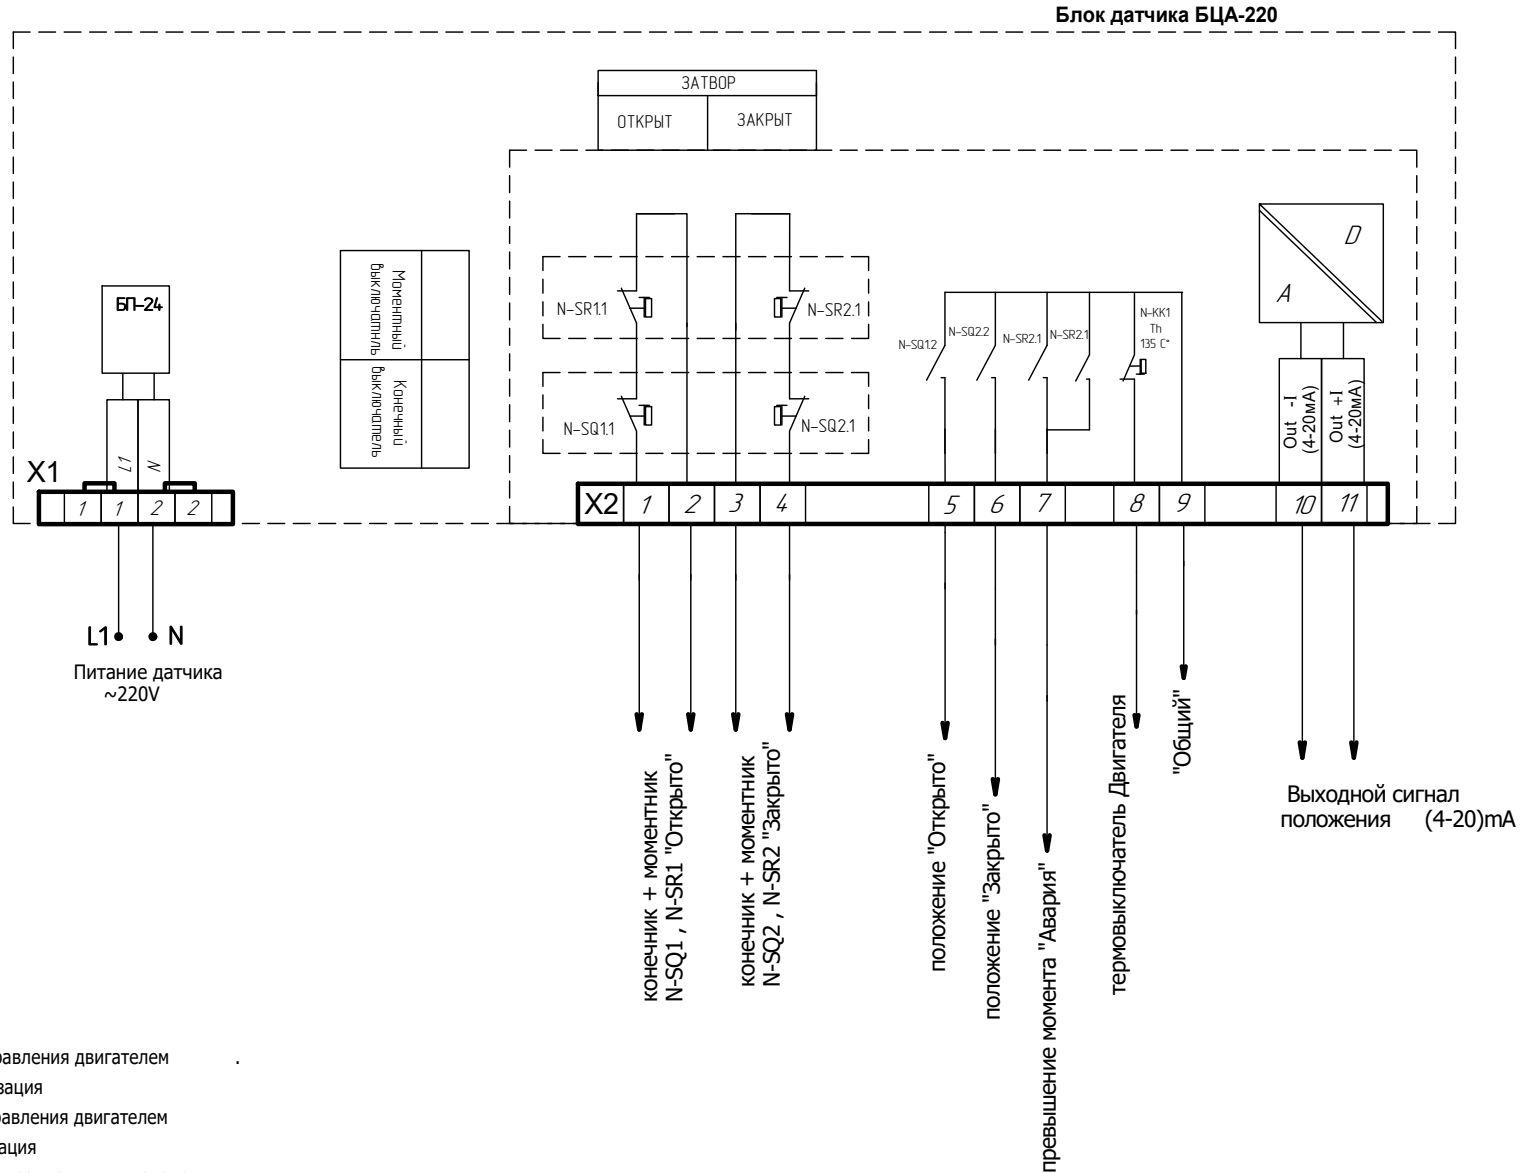 Блок датчика БЦА-220
ЗАТВОР
ОТКРЫТ
ЗАКРЫТ
БП-24
Моментный
выключатнль
Конечный
выключатель
N-SR1.1
N-SR2.1
N-SQ1.1
N-SQ2.1
N-SQ1.2
N-SQ2.2
N-SR2.1
N-SR2.1
N-KK1
Th
135 C°
D
A
Out -I
(4-20мА)
Out +I
(4-20мА)
L1
N
X1
1
1
2
2
X2
1
2
3
4
5
6
7
8
9
10
11
L1
N
Питание датчика
~220V
конечник + моментник
N-SQ1 , N-SR1 "Открыто"
конечник + моментник
N-SQ2 , N-SR2 "Закрыто"
положение "Открыто"
положение "Закрыто"
превышение момента "Авария"
термовыключатель Двигателя
"Общий"
Выходной сигнал
положения (4-20)mA
равления двигателем .
зация
равления двигателем
ация